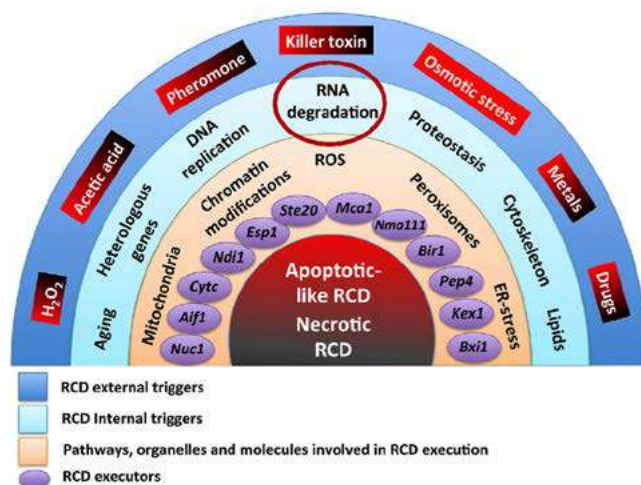 Killer toxin
Pheromone
Osmotic stress
Acetic acid
Metals
H₂O₂
Drugs
RNA
degradation
DNA
replication
Proteostasis
Heterologous
genes
Cytoskeleton
Aging
Lipids
ROS
Chromatin
modifications
Peroxisomes
Mitochondria
ER-stress
Ste20
Mca1
Esp1
Nma111
Ndi1
Bir1
Cytc
Pep4
Aif1
Kex1
Nuc1
Bxi1
Apoptotic-
like RCD
Necrotic
RCD
RCD external triggers
RCD Internal triggers
Pathways, organelles and molecules involved in RCD execution
RCD executors